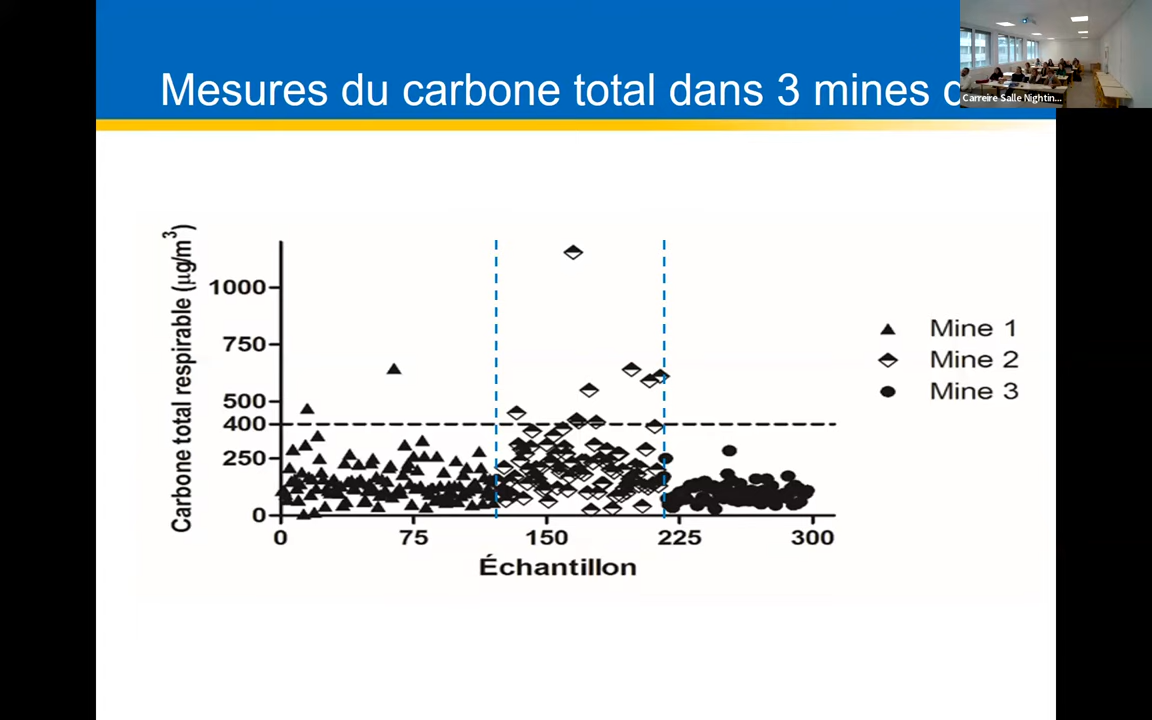 Mesures du carbone total dans 3 mines
Carreire Salle Nightin...
Carbone total respirable (µg/m³)
1000
750
500
400
250
0
0 75 150 225 300
Échantillon
Mine 1
Mine 2
Mine 3